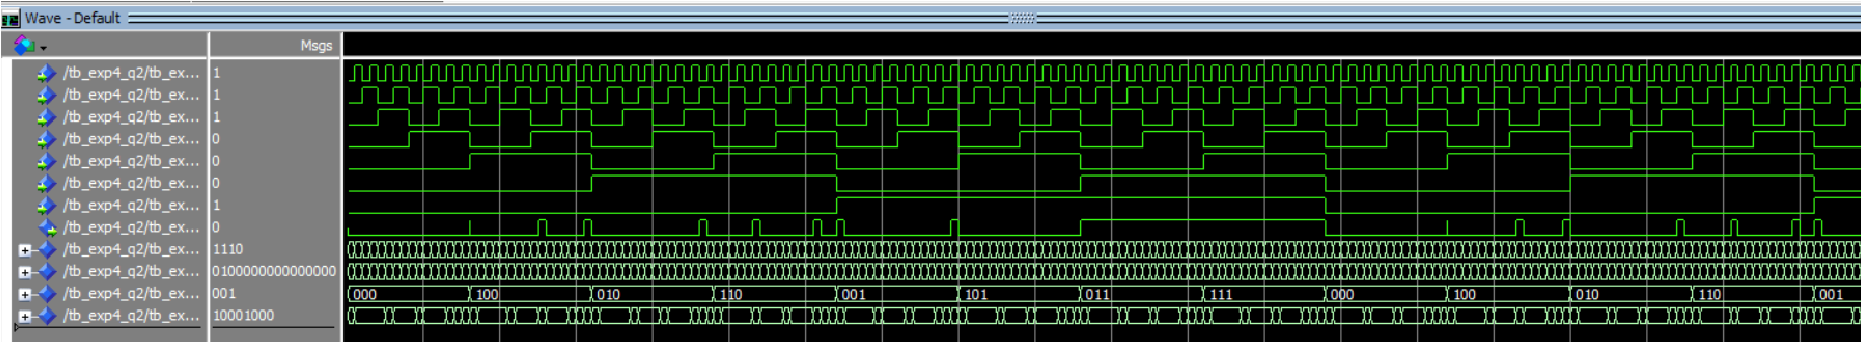 Wave - Default
Msgs
/tb_exp4_q2/tb_ex... 1
/tb_exp4_q2/tb_ex... 1
/tb_exp4_q2/tb_ex... 1
/tb_exp4_q2/tb_ex... 0
/tb_exp4_q2/tb_ex... 0
/tb_exp4_q2/tb_ex... 0
/tb_exp4_q2/tb_ex... 1
/tb_exp4_q2/tb_ex... 0
/tb_exp4_q2/tb_ex... 1110
/tb_exp4_q2/tb_ex... 0100000000000000
/tb_exp4_q2/tb_ex... 001 000 100 010 110 001 101 011 111 000 100 010 110 001
/tb_exp4_q2/tb_ex... 10001000